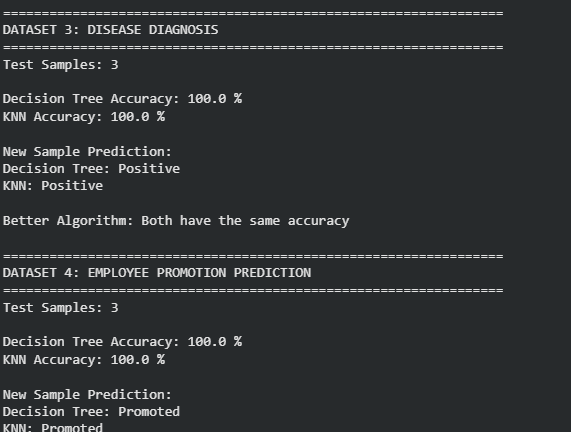 ================================================================
DATASET 3: DISEASE DIAGNOSIS
================================================================
Test Samples: 3
Decision Tree Accuracy: 100.0 %
KNN Accuracy: 100.0 %
New Sample Prediction:
Decision Tree: Positive
KNN: Positive
Better Algorithm: Both have the same accuracy
================================================================
DATASET 4: EMPLOYEE PROMOTION PREDICTION
================================================================
Test Samples: 3
Decision Tree Accuracy: 100.0 %
KNN Accuracy: 100.0 %
New Sample Prediction:
Decision Tree: Promoted
KNN: Promoted